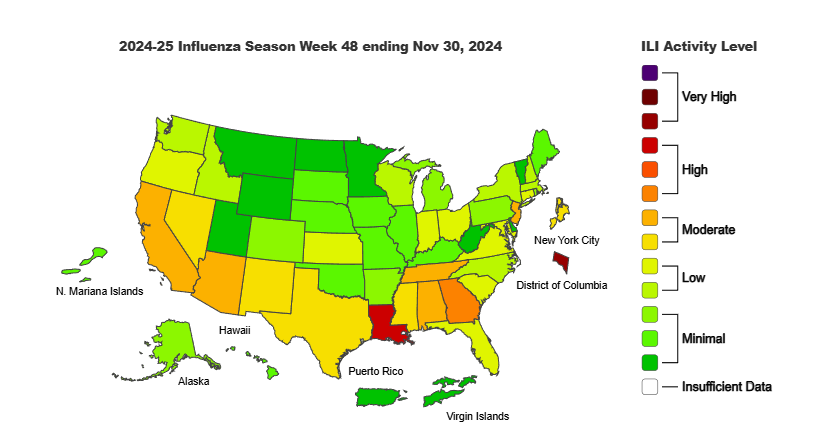 2024-25 Influenza Season Week 48 ending Nov 30, 2024
ILI Activity Level
Very High
High
Moderate
Low
Minimal
Insufficient Data
New York City
District of Columbia
N. Mariana Islands
Hawaii
Alaska
Puerto Rico
Virgin Islands